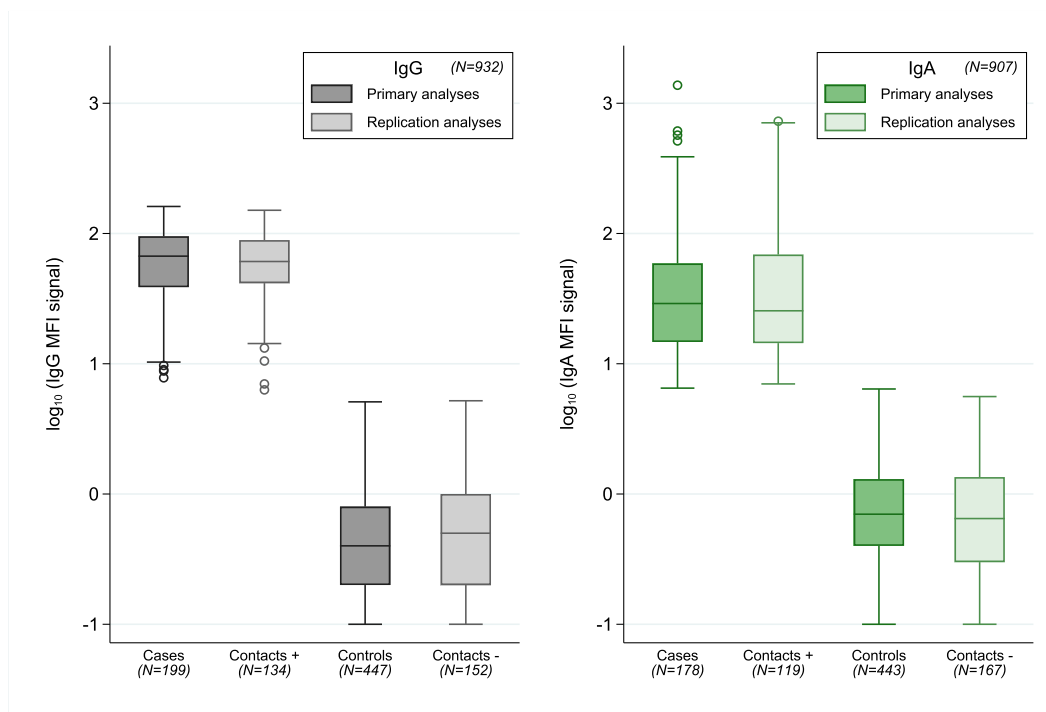 IgG (N=932)
Primary analyses
Replication analyses
3
2
1
0
-1
log₁₀ (IgG MFI signal)
Cases
(N=199)
Contacts +
(N=134)
Controls
(N=447)
Contacts -
(N=152)
IgA (N=907)
Primary analyses
Replication analyses
3
2
1
0
-1
log₁₀ (IgA MFI signal)
Cases
(N=178)
Contacts +
(N=119)
Controls
(N=443)
Contacts -
(N=167)